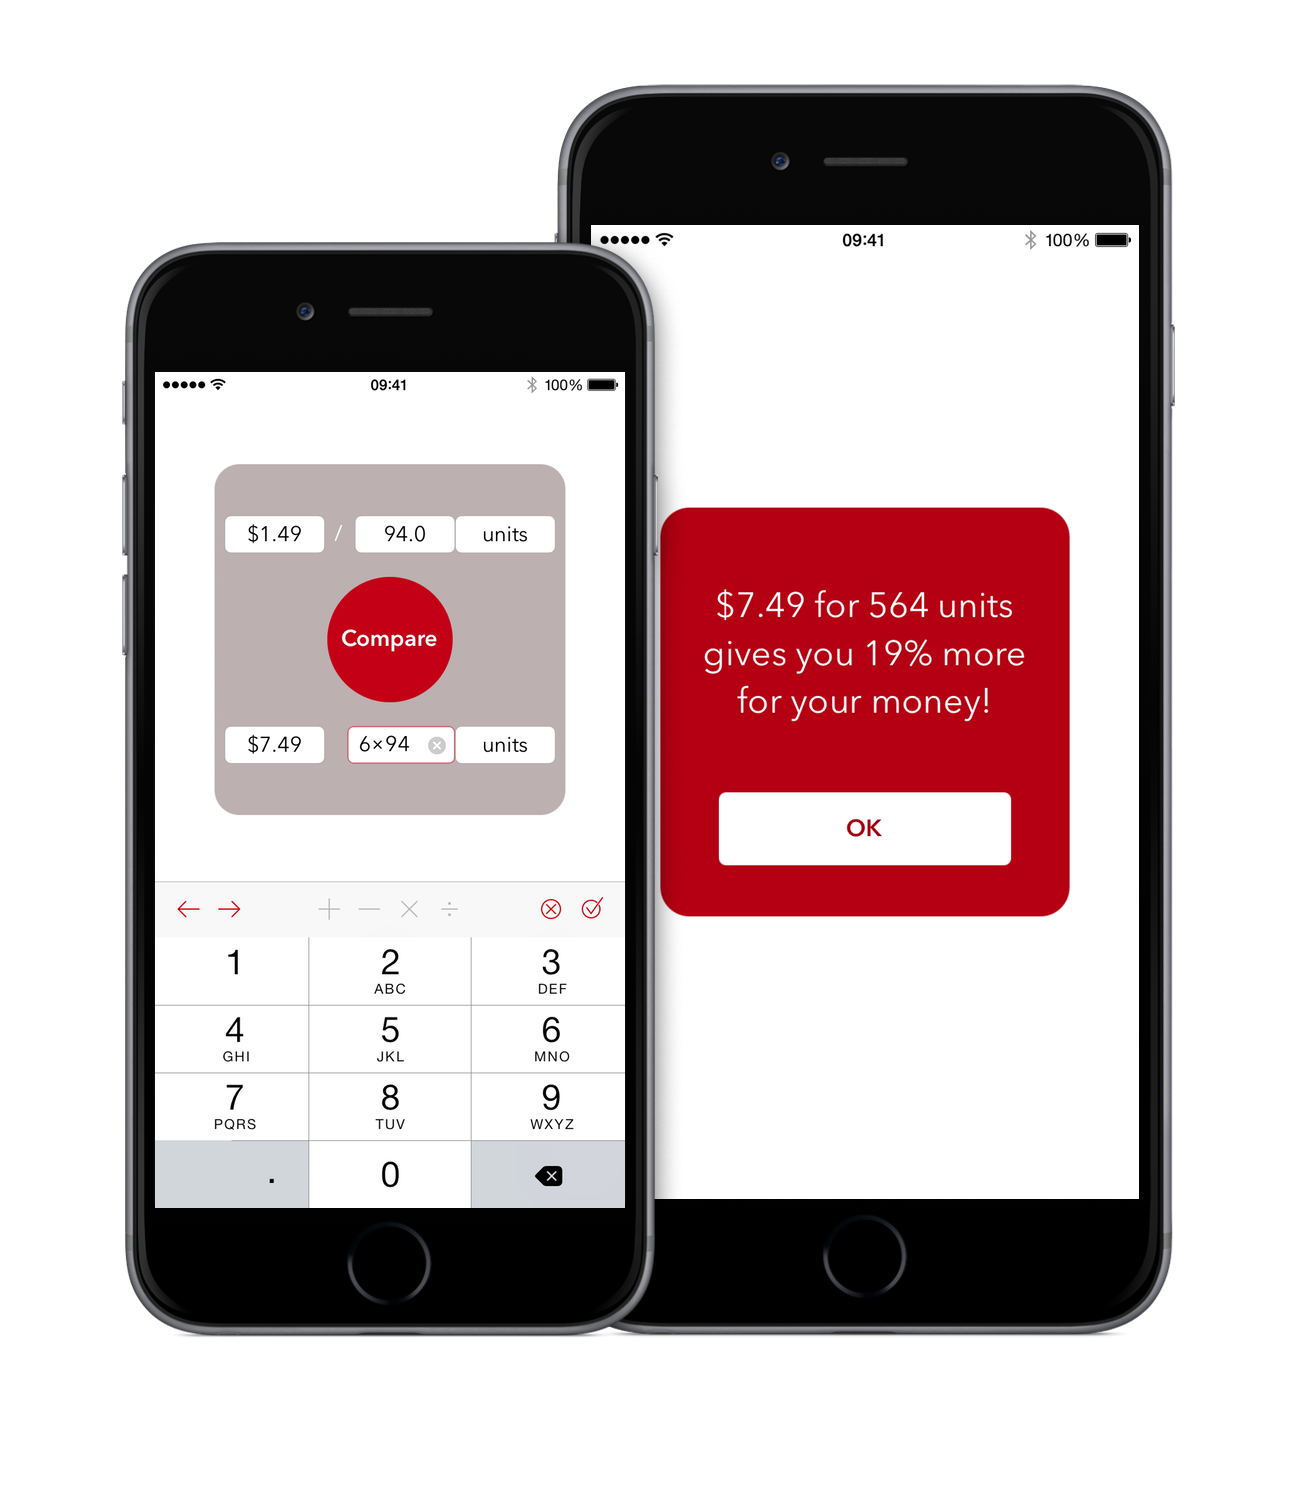 09:41 100%
$1.49 / 94.0 units
Compare
$7.49 6×94 units
1
2
ABC
3
DEF
4
GHI
5
JKL
6
MNO
7
PQRS
8
TUV
9
WXYZ
.
0
09:41 100%
$7.49 for 564 units
gives you 19% more
for your money!
OK